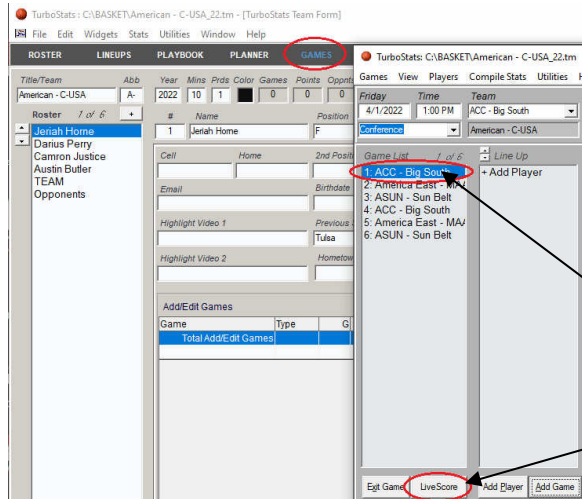 TurboStats : C:\BASKET\American - C-USA_22.tm - [TurboStats Team Form]
File Edit Widgets Stats Utilities Window Help
ROSTER LINEUPS PLAYBOOK PLANNER GAMES
Title/Team Abb Year Mins Prds Color Games Points Oppnts
American - C-USA A- 2022 10 1 0 0 0
Roster 1 of 6 + # Name Position
1 Jeriah Horne F
Jeriah Horne
Darius Perry
Camron Justice
Austin Butler
TEAM
Opponents
Cell Home 2nd Positi
Email Birthdate
Highlight Video 1 Previous
Tulsa
Highlight Video 2 Hometow
Add/Edit Games
Game Type G
Total Add/Edit Games
TurboStats: C:\BASKET\American - C-USA_22.tm
Games View Players Compile Stats Utilities
Friday Time Team
4/1/2022 1:00 PM ACC - Big South
Conference American - C-USA
Game List 1 of 6 Line Up
1: ACC - Big South + Add Player
2: America East - MAA
3: ASUN - Sun Belt
4: ACC - Big South
5: America East - MAA
6: ASUN - Sun Belt
Exit Game LiveScore Add Player Add Game